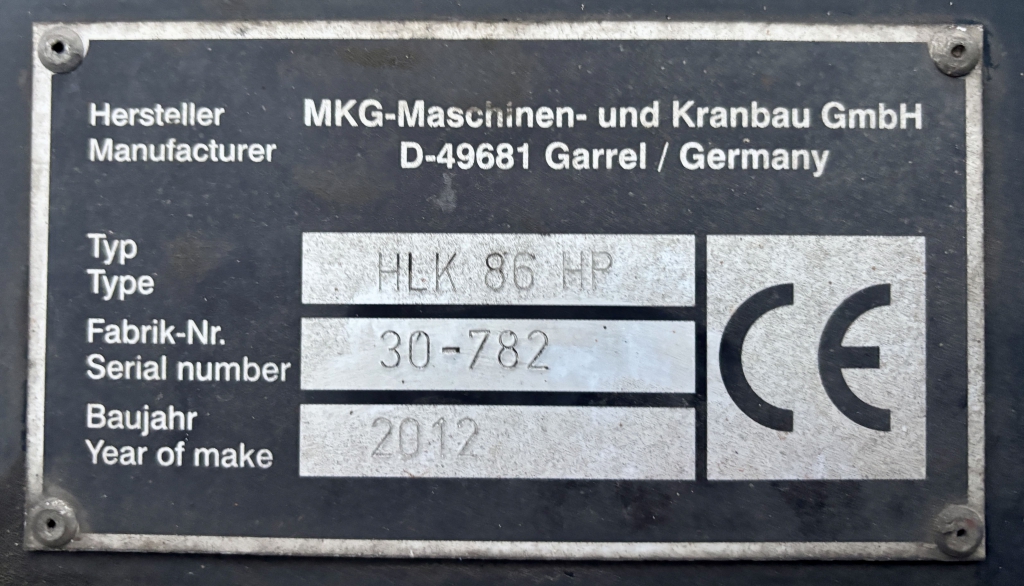 Hersteller
Manufacturer
MKG-Maschinen- und Kranbau GmbH
D-49681 Garrel / Germany
Typ
Type
HLK 86 HP
Fabrik-Nr.
Serial number
30-782
Baujahr
Year of make
2012
CE